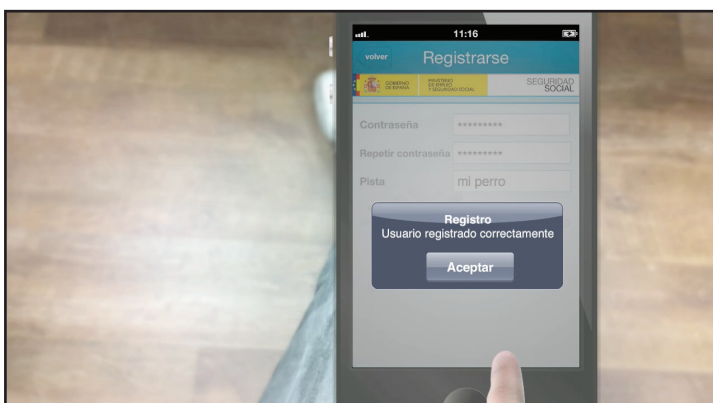 11:16
volver
Registrarse
GOBIERNO
DE ESPAÑA
MINISTERIO
DE EMPLEO
Y SEGURIDAD SOCIAL
SEGURIDAD
SOCIAL
Contraseña *********
Repetir contraseña *********
Pista mi perro
Registro
Usuario registrado correctamente
Aceptar